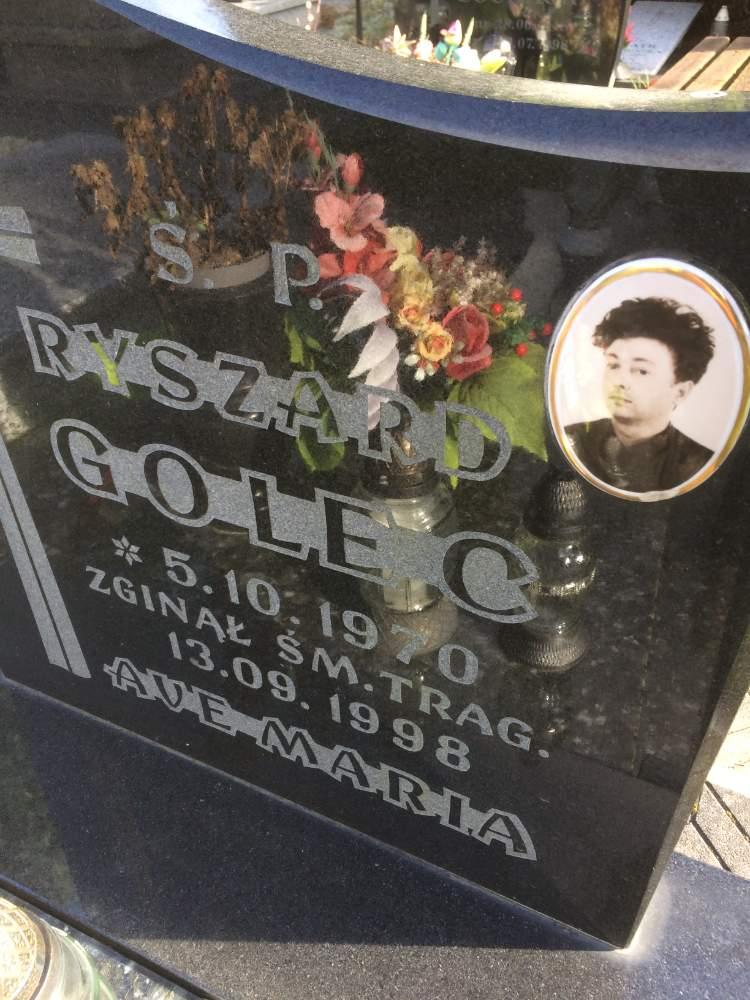 Ś. P.
RYSZARD
GOLEC
* 5.10.1970
ZGINĄŁ ŚM.TRAG.
13.09.1998
AVE MARIA